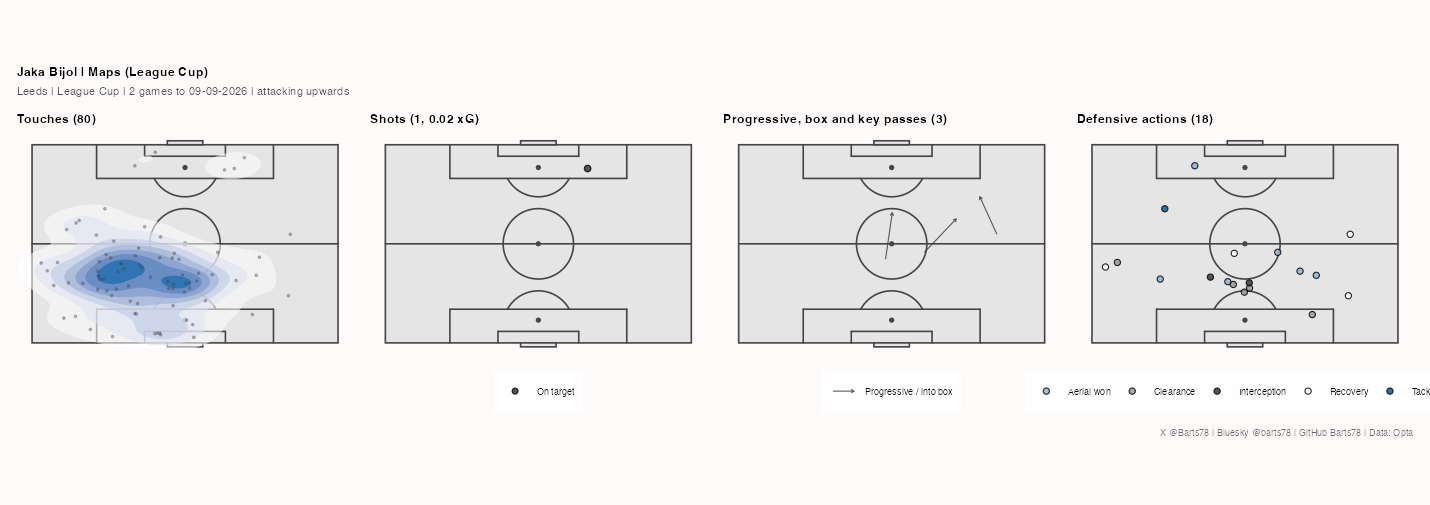 Jaka Bijol | Maps (League Cup)
Leeds | League Cup | 2 games to 09-09-2026 | attacking upwards
Touches (80)
Shots (1, 0.02 xG)
Progressive, box and key passes (3)
Defensive actions (18)
On target
Progressive / Into box
Aerial won
Clearance
Interception
Recovery
Tack
X @Barts78 | Bluesky @barts78 | GitHub Barts78 | Data: Opta